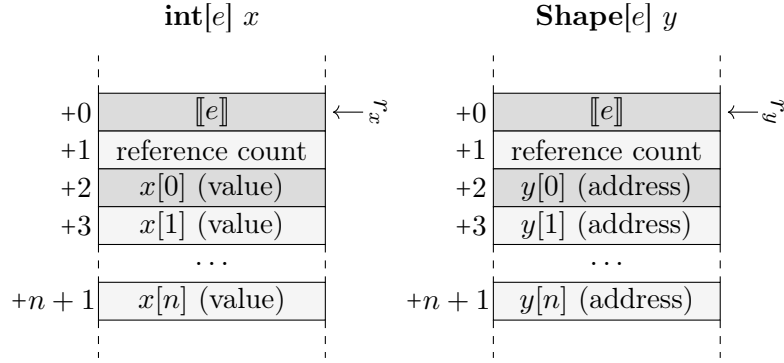 int[e] x
+0 ⟦e⟧ ← r_x
+1 reference count
+2 x[0] (value)
+3 x[1] (value)
...
+n + 1 x[n] (value)
Shape[e] y
+0 ⟦e⟧ ← r_y
+1 reference count
+2 y[0] (address)
+3 y[1] (address)
...
+n + 1 y[n] (address)